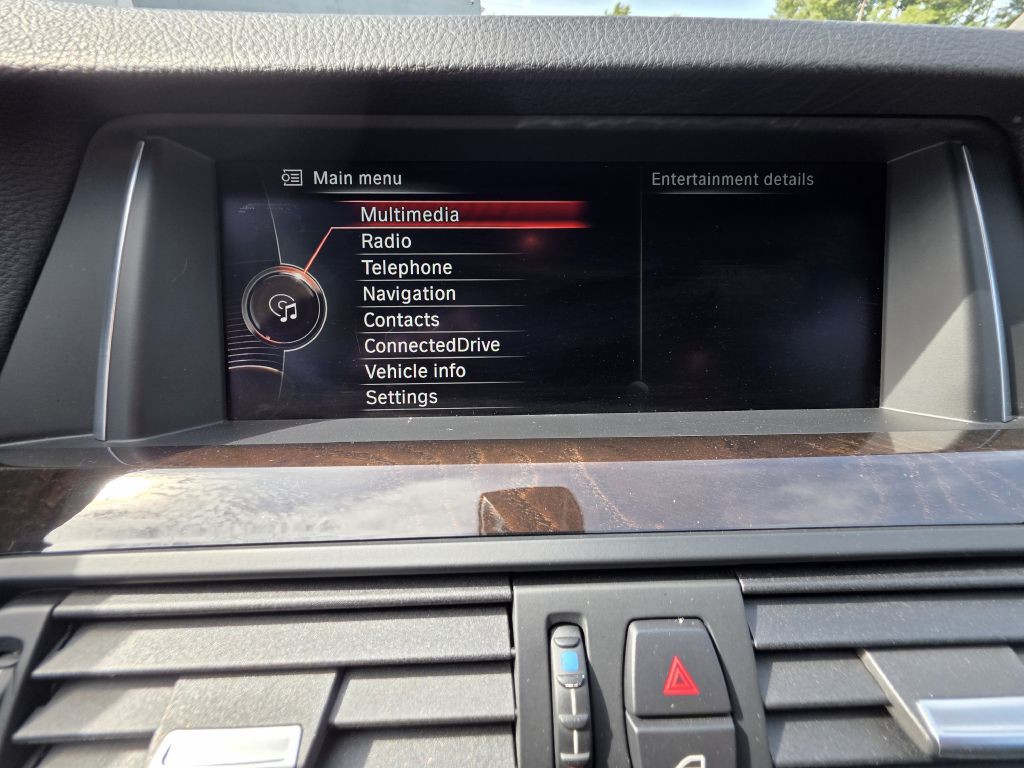 Main menu
Entertainment details
Multimedia
Radio
Telephone
Navigation
Contacts
ConnectedDrive
Vehicle info
Settings